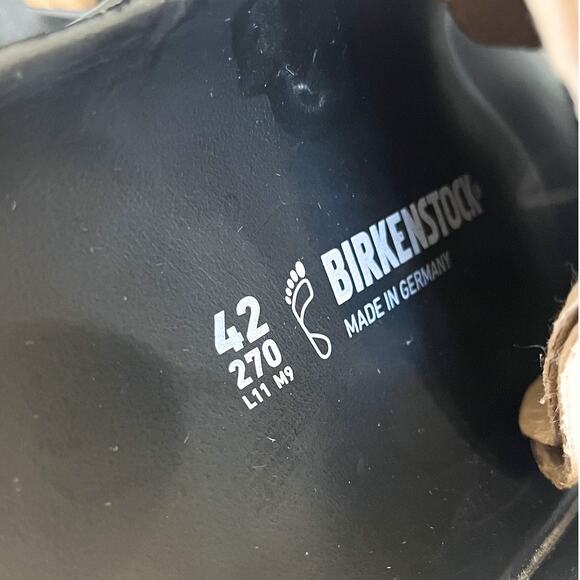 42
270
L11 M9
BIRKENSTOCK®
MADE IN GERMANY